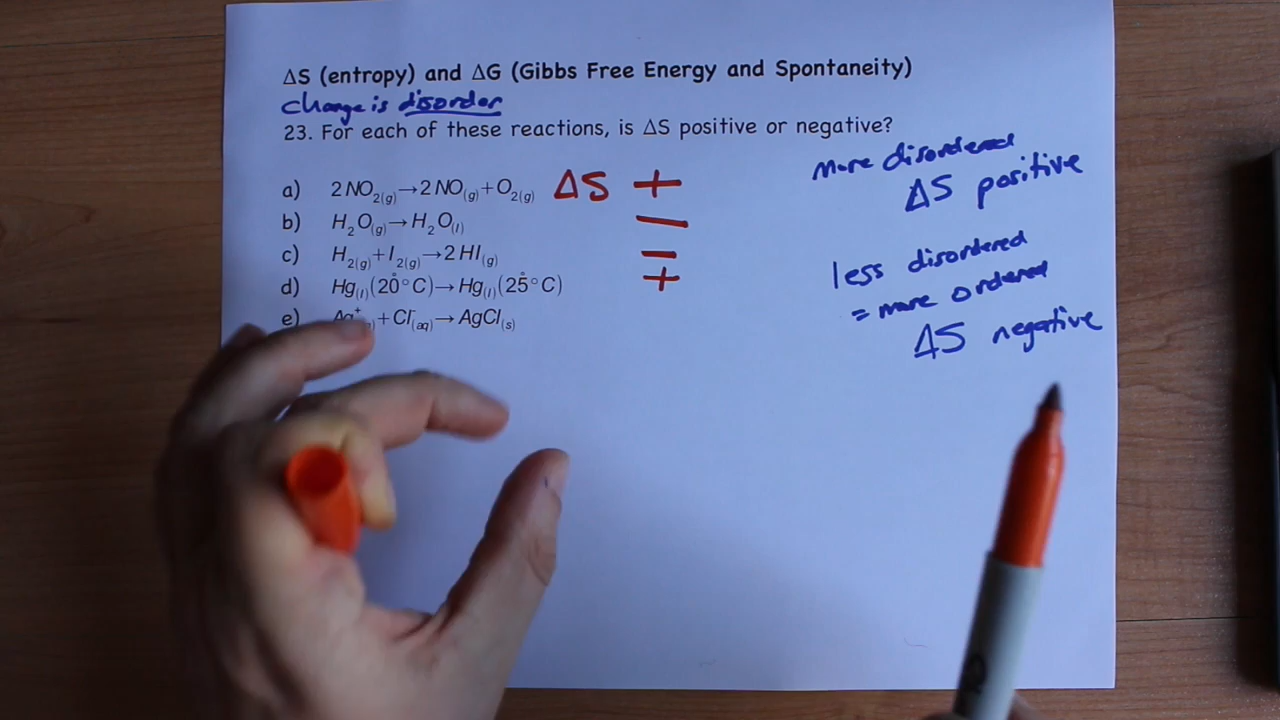 ΔS (entropy) and ΔG (Gibbs Free Energy and Spontaneity)
change is disorder
23. For each of these reactions, is ΔS positive or negative?
a) 2NO₂(g)→2NO(g)+O₂(g) ΔS +
b) H₂O(g)→H₂O(l) −
c) H₂(g)+I₂(g)→2HI(g) −
d) Hg(l)(20°C)→Hg(l)(25°C) +
e) Ag⁺ +Cl⁻(aq)→AgCl(s)
more disordered
ΔS positive
less disordered
= more ordered
ΔS negative